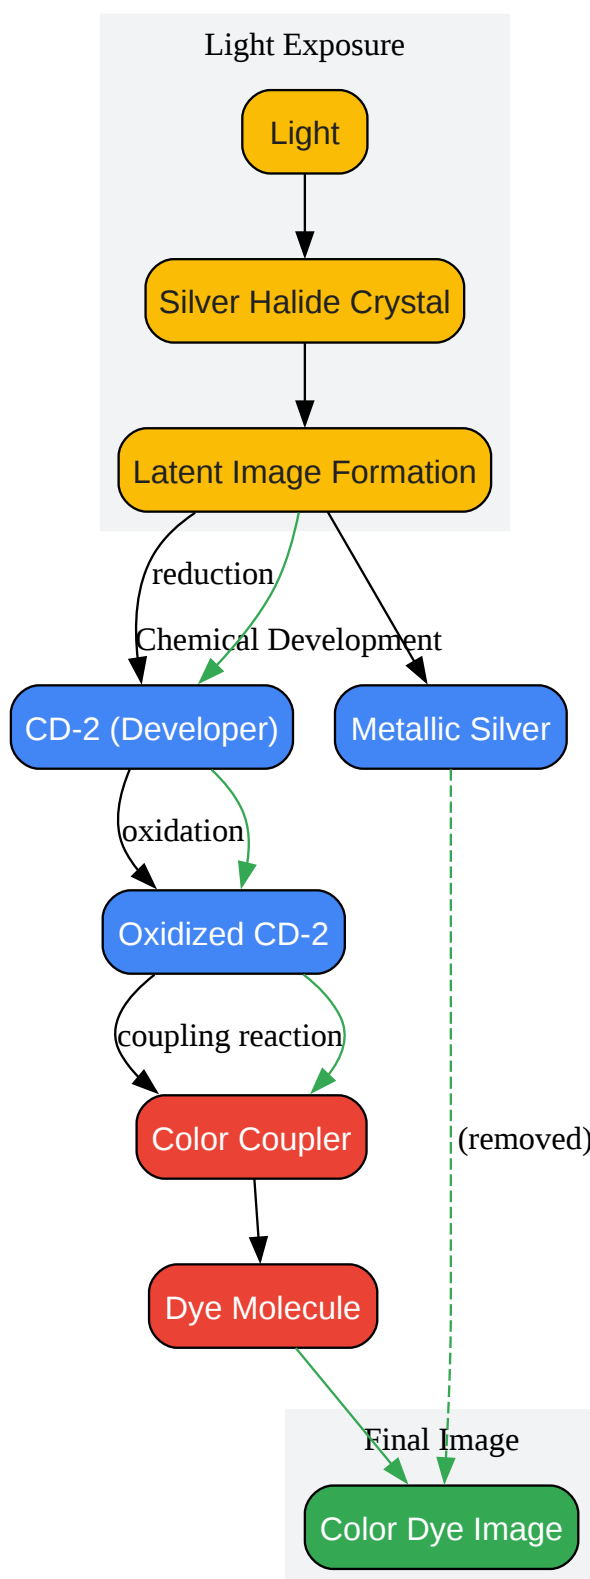 Light Exposure
Light
Silver Halide Crystal
Latent Image Formation
reduction
Chemical Development
CD-2 (Developer)
Metallic Silver
oxidation
Oxidized CD-2
coupling reaction
Color Coupler
(removed)
Dye Molecule
Final Image
Color Dye Image